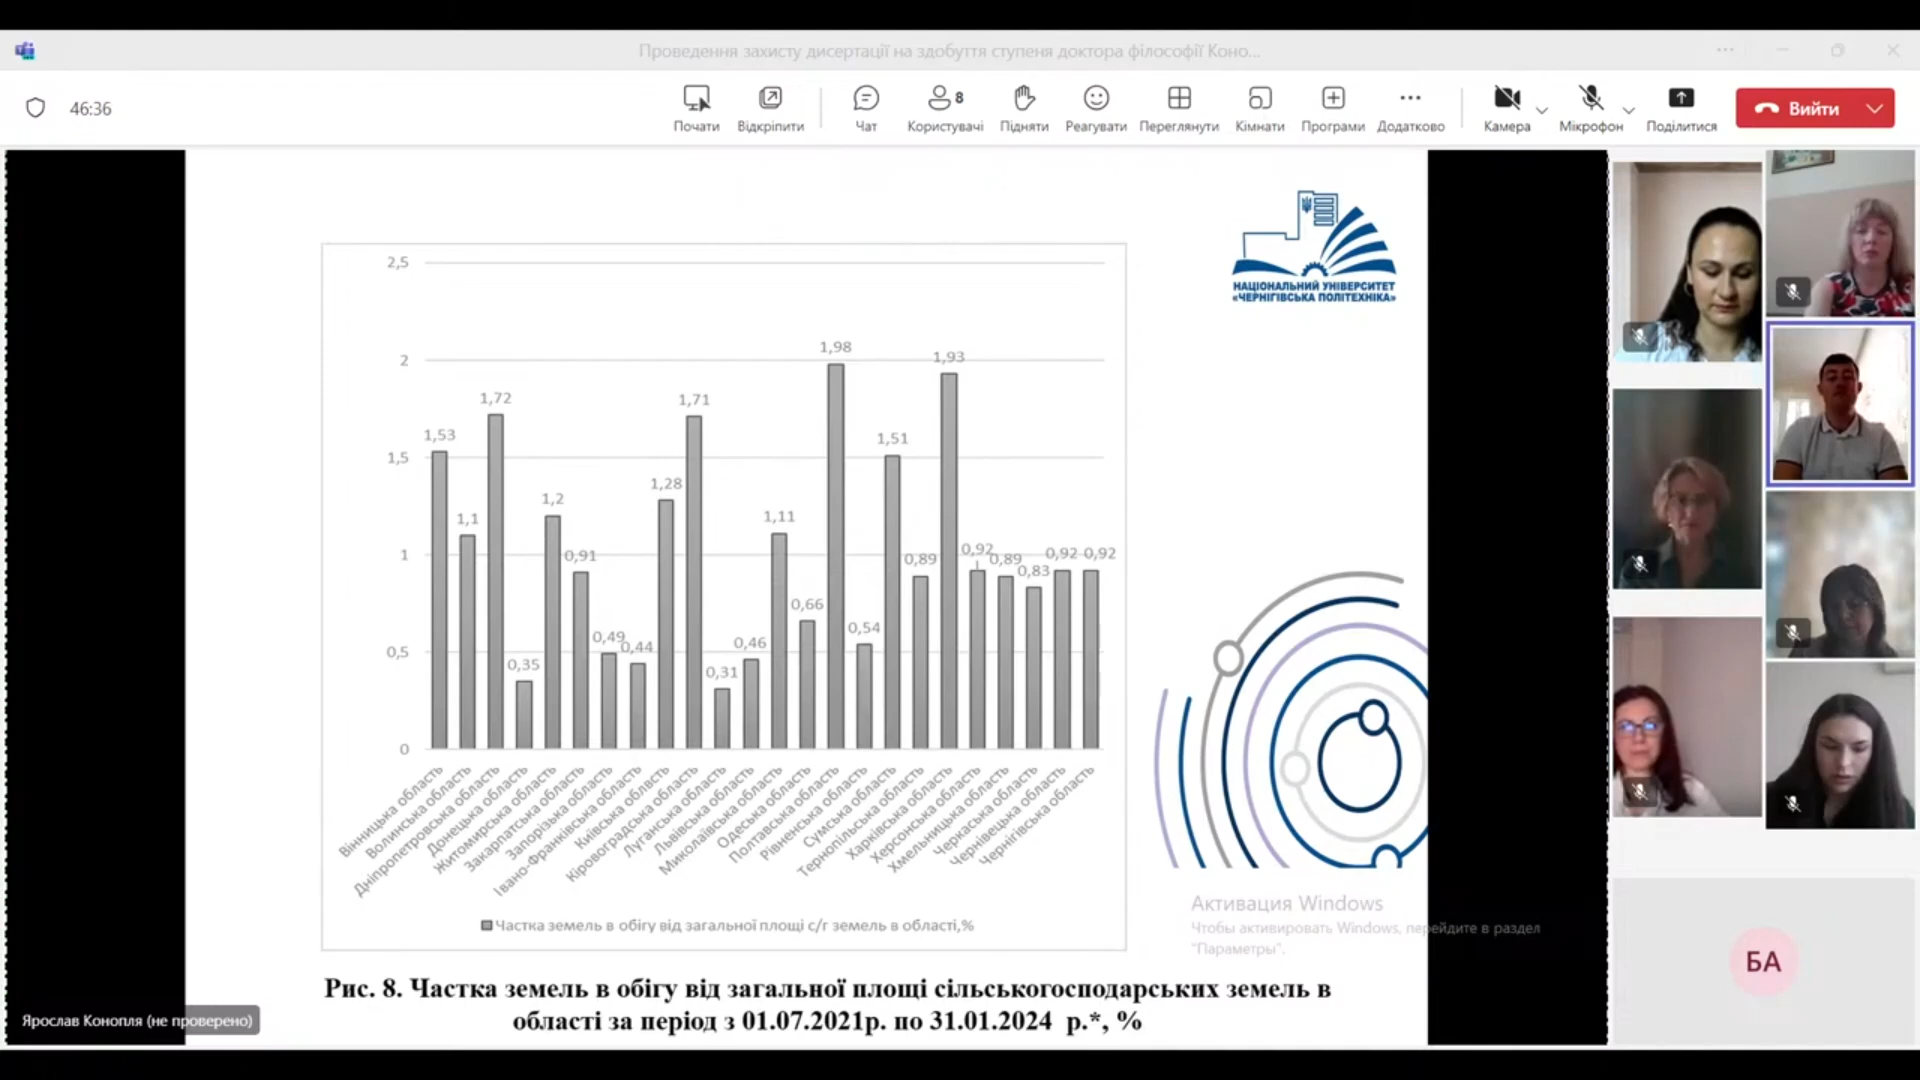 Проведення захисту дисертації на здобуття ступеня доктора філософії Коно...
46:36
Почати
Відкріпити
Чат
8
Користувачі
Підняти
Реагувати
Переглянути
Кімнати
Програми
Додатково
Камера
Мікрофон
Поділитися
Вийти
НАЦІОНАЛЬНИЙ УНІВЕРСИТЕТ
«ЧЕРНІГІВСЬКА ПОЛІТЕХНІКА»
2,5
2
1,5
1
0,5
0
1,53
1,1
1,72
0,35
1,2
0,91
0,49
0,44
1,28
1,71
0,31
0,46
1,11
0,66
1,98
0,54
1,51
0,89
1,93
0,92
0,89
0,83
0,92
0,92
Вінницька область
Волинська область
Дніпропетровська область
Донецька область
Житомирська область
Закарпатська область
Запорізька область
Івано-Франківська область
Київська область
Кіровоградська область
Луганська область
Львівська область
Миколаївська область
Одеська область
Полтавська область
Рівненська область
Сумська область
Тернопільська область
Харківська область
Херсонська область
Хмельницька область
Черкаська область
Чернівецька область
Чернігівська область
Частка земель в обігу від загальної площі с/г земель в області,%
Активация Windows
Чтобы активировать Windows, перейдите в раздел
"Параметры".
Рис. 8. Частка земель в обігу від загальної площі сільськогосподарських земель в
області за період з 01.07.2021р. по 31.01.2024 р.*, %
Ярослав Конопля (не проверено)
БА